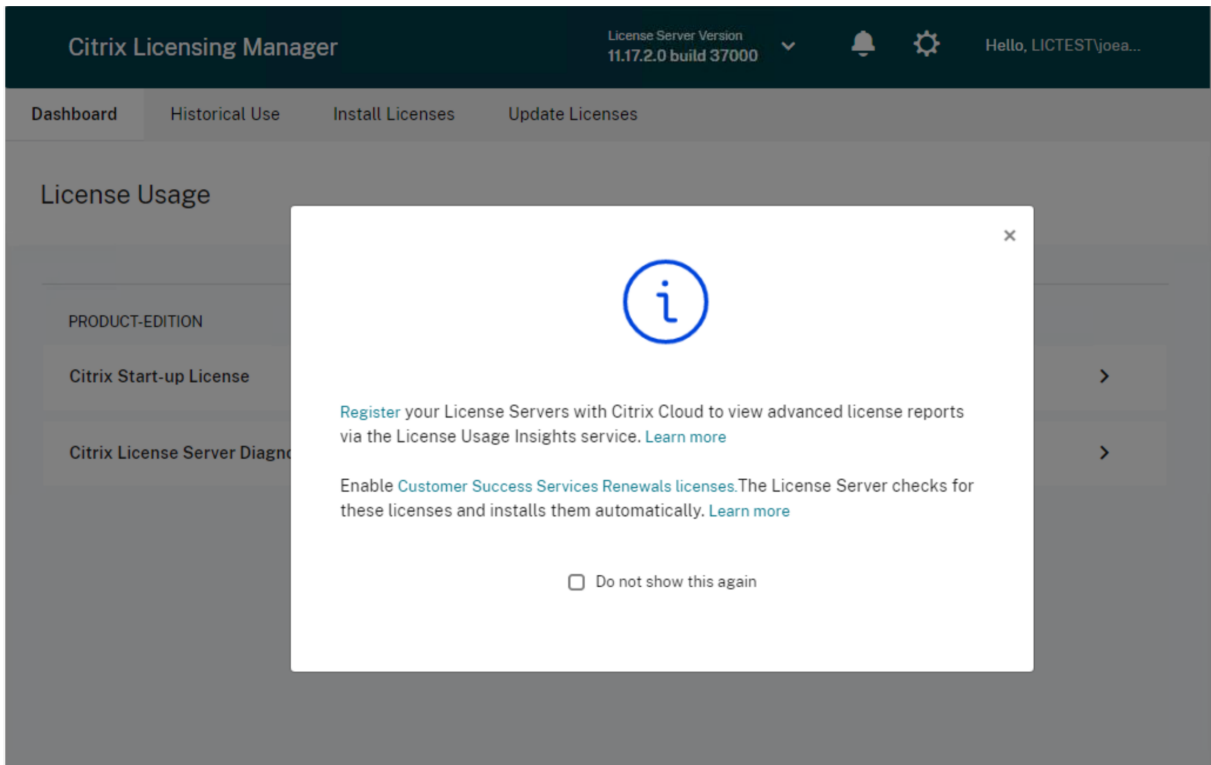 Citrix Licensing Manager
License Server Version
11.17.2.0 build 37000
Hello, LICTEST\joea...
Dashboard
Historical Use
Install Licenses
Update Licenses
License Usage
PRODUCT-EDITION
Citrix Start-up License
Citrix License Server
Register your License Servers with Citrix Cloud to view advanced license reports
via the License Usage Insights service. Learn more
Enable Customer Success Services Renewals licenses.The License Server checks for
these licenses and installs them automatically. Learn more
Do not show this again